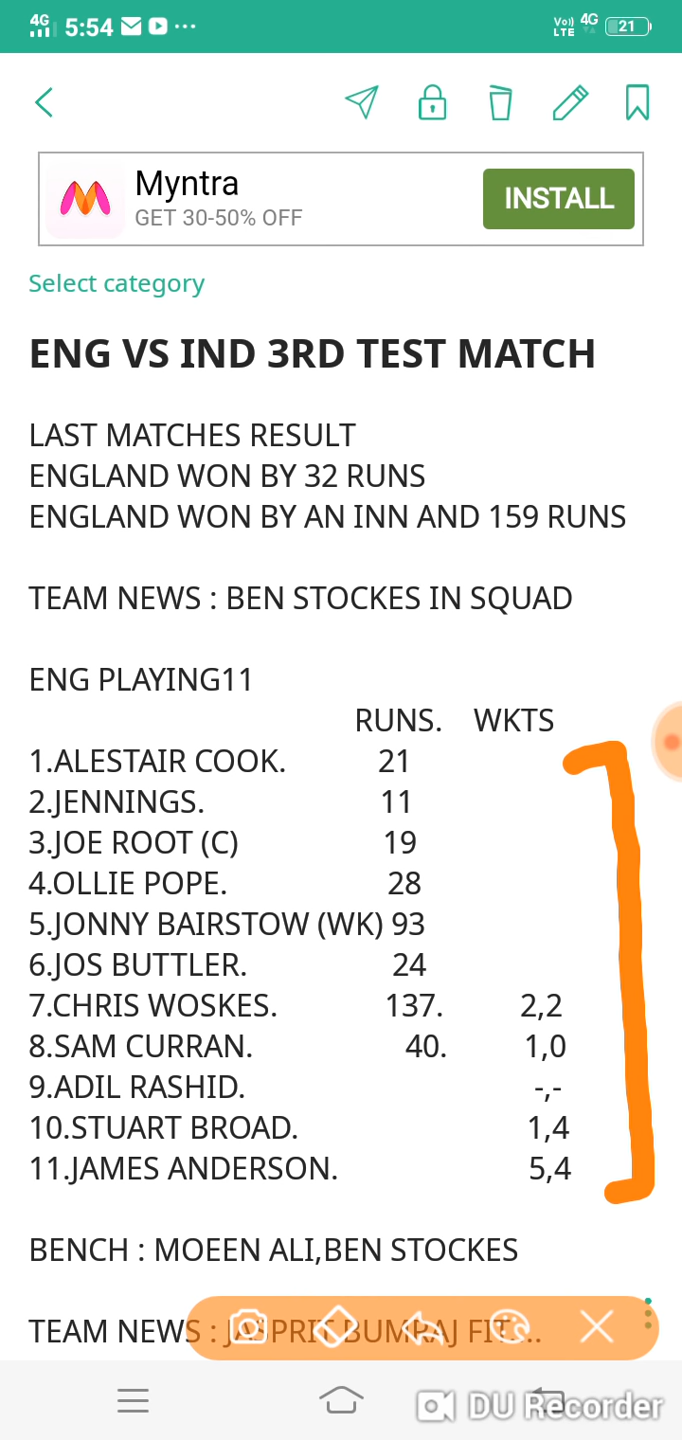 4G 5:54 ... Vo)) LTE 4G 21
Myntra
GET 30-50% OFF
INSTALL
Select category
ENG VS IND 3RD TEST MATCH
LAST MATCHES RESULT
ENGLAND WON BY 32 RUNS
ENGLAND WON BY AN INN AND 159 RUNS
TEAM NEWS : BEN STOCKES IN SQUAD
ENG PLAYING11
RUNS. WKTS
1.ALESTAIR COOK. 21
2.JENNINGS. 11
3.JOE ROOT (C) 19
4.OLLIE POPE. 28
5.JONNY BAIRSTOW (WK) 93
6.JOS BUTTLER. 24
7.CHRIS WOSKES. 137. 2,2
8.SAM CURRAN. 40. 1,0
9.ADIL RASHID. -,-
10.STUART BROAD. 1,4
11.JAMES ANDERSON. 5,4
BENCH : MOEEN ALI,BEN STOCKES
TEAM NEWS : JASPRIT BUMRAJ FIT....
DU Recorder